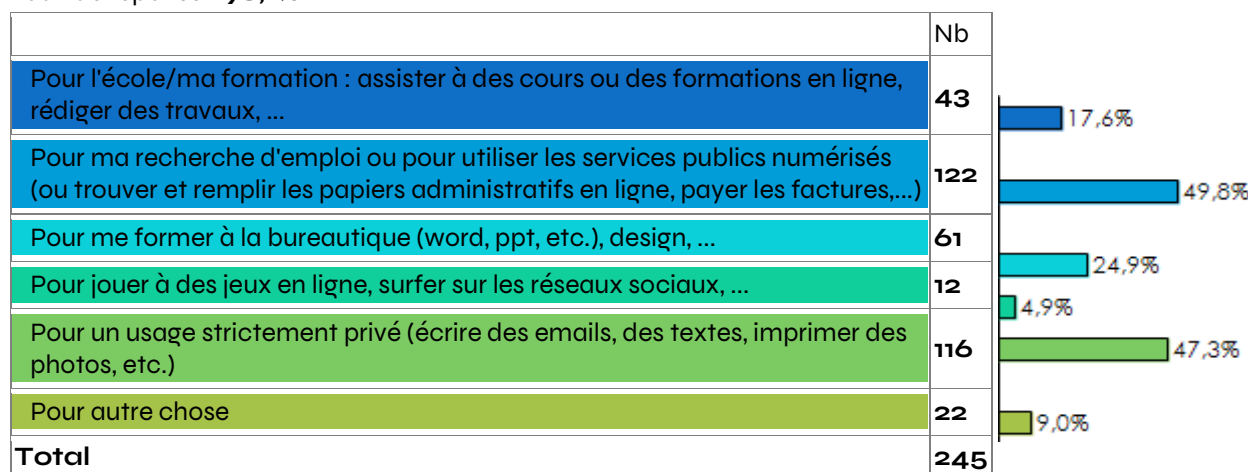 Nb
Pour l'école/ma formation : assister à des cours ou des formations en ligne,
rédiger des travaux, ...
43
17,6%
Pour ma recherche d'emploi ou pour utiliser les services publics numérisés
(ou trouver et remplir les papiers administratifs en ligne, payer les factures,...)
122
49,8%
Pour me former à la bureautique (word, ppt, etc.), design, ...
61
24,9%
Pour jouer à des jeux en ligne, surfer sur les réseaux sociaux, ...
12
4,9%
Pour un usage strictement privé (écrire des emails, des textes, imprimer des
photos, etc.)
116
47,3%
Pour autre chose
22
9,0%
Total
245